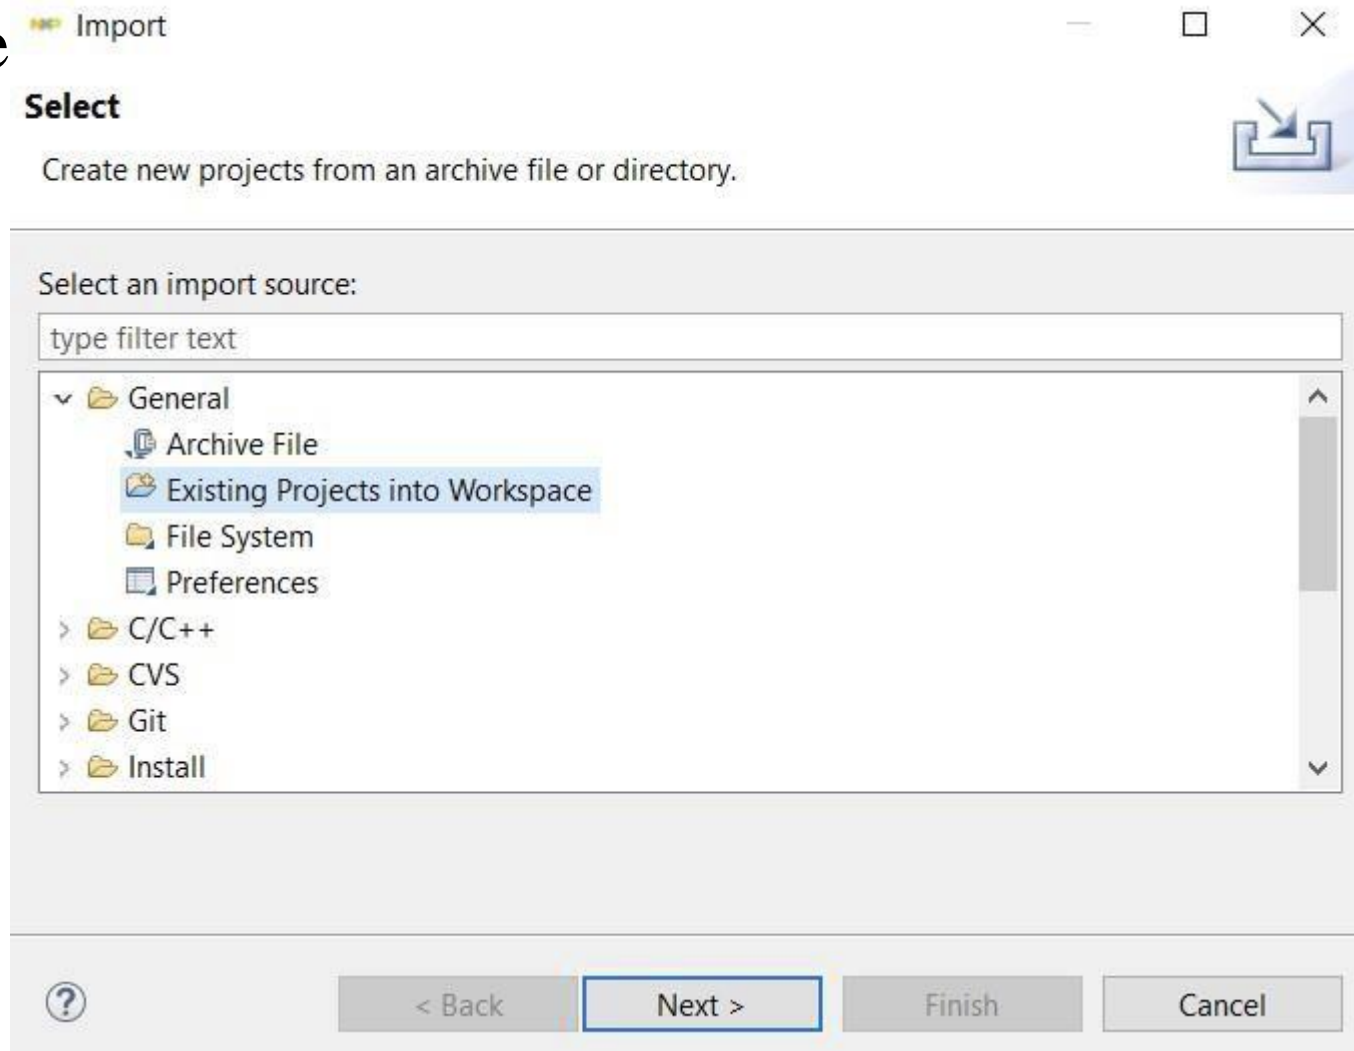 e
NXP Import
Select
Create new projects from an archive file or directory.
Select an import source:
type filter text
General
Archive File
Existing Projects into Workspace
File System
Preferences
C/C++
CVS
Git
Install
?
< Back
Next >
Finish
Cancel